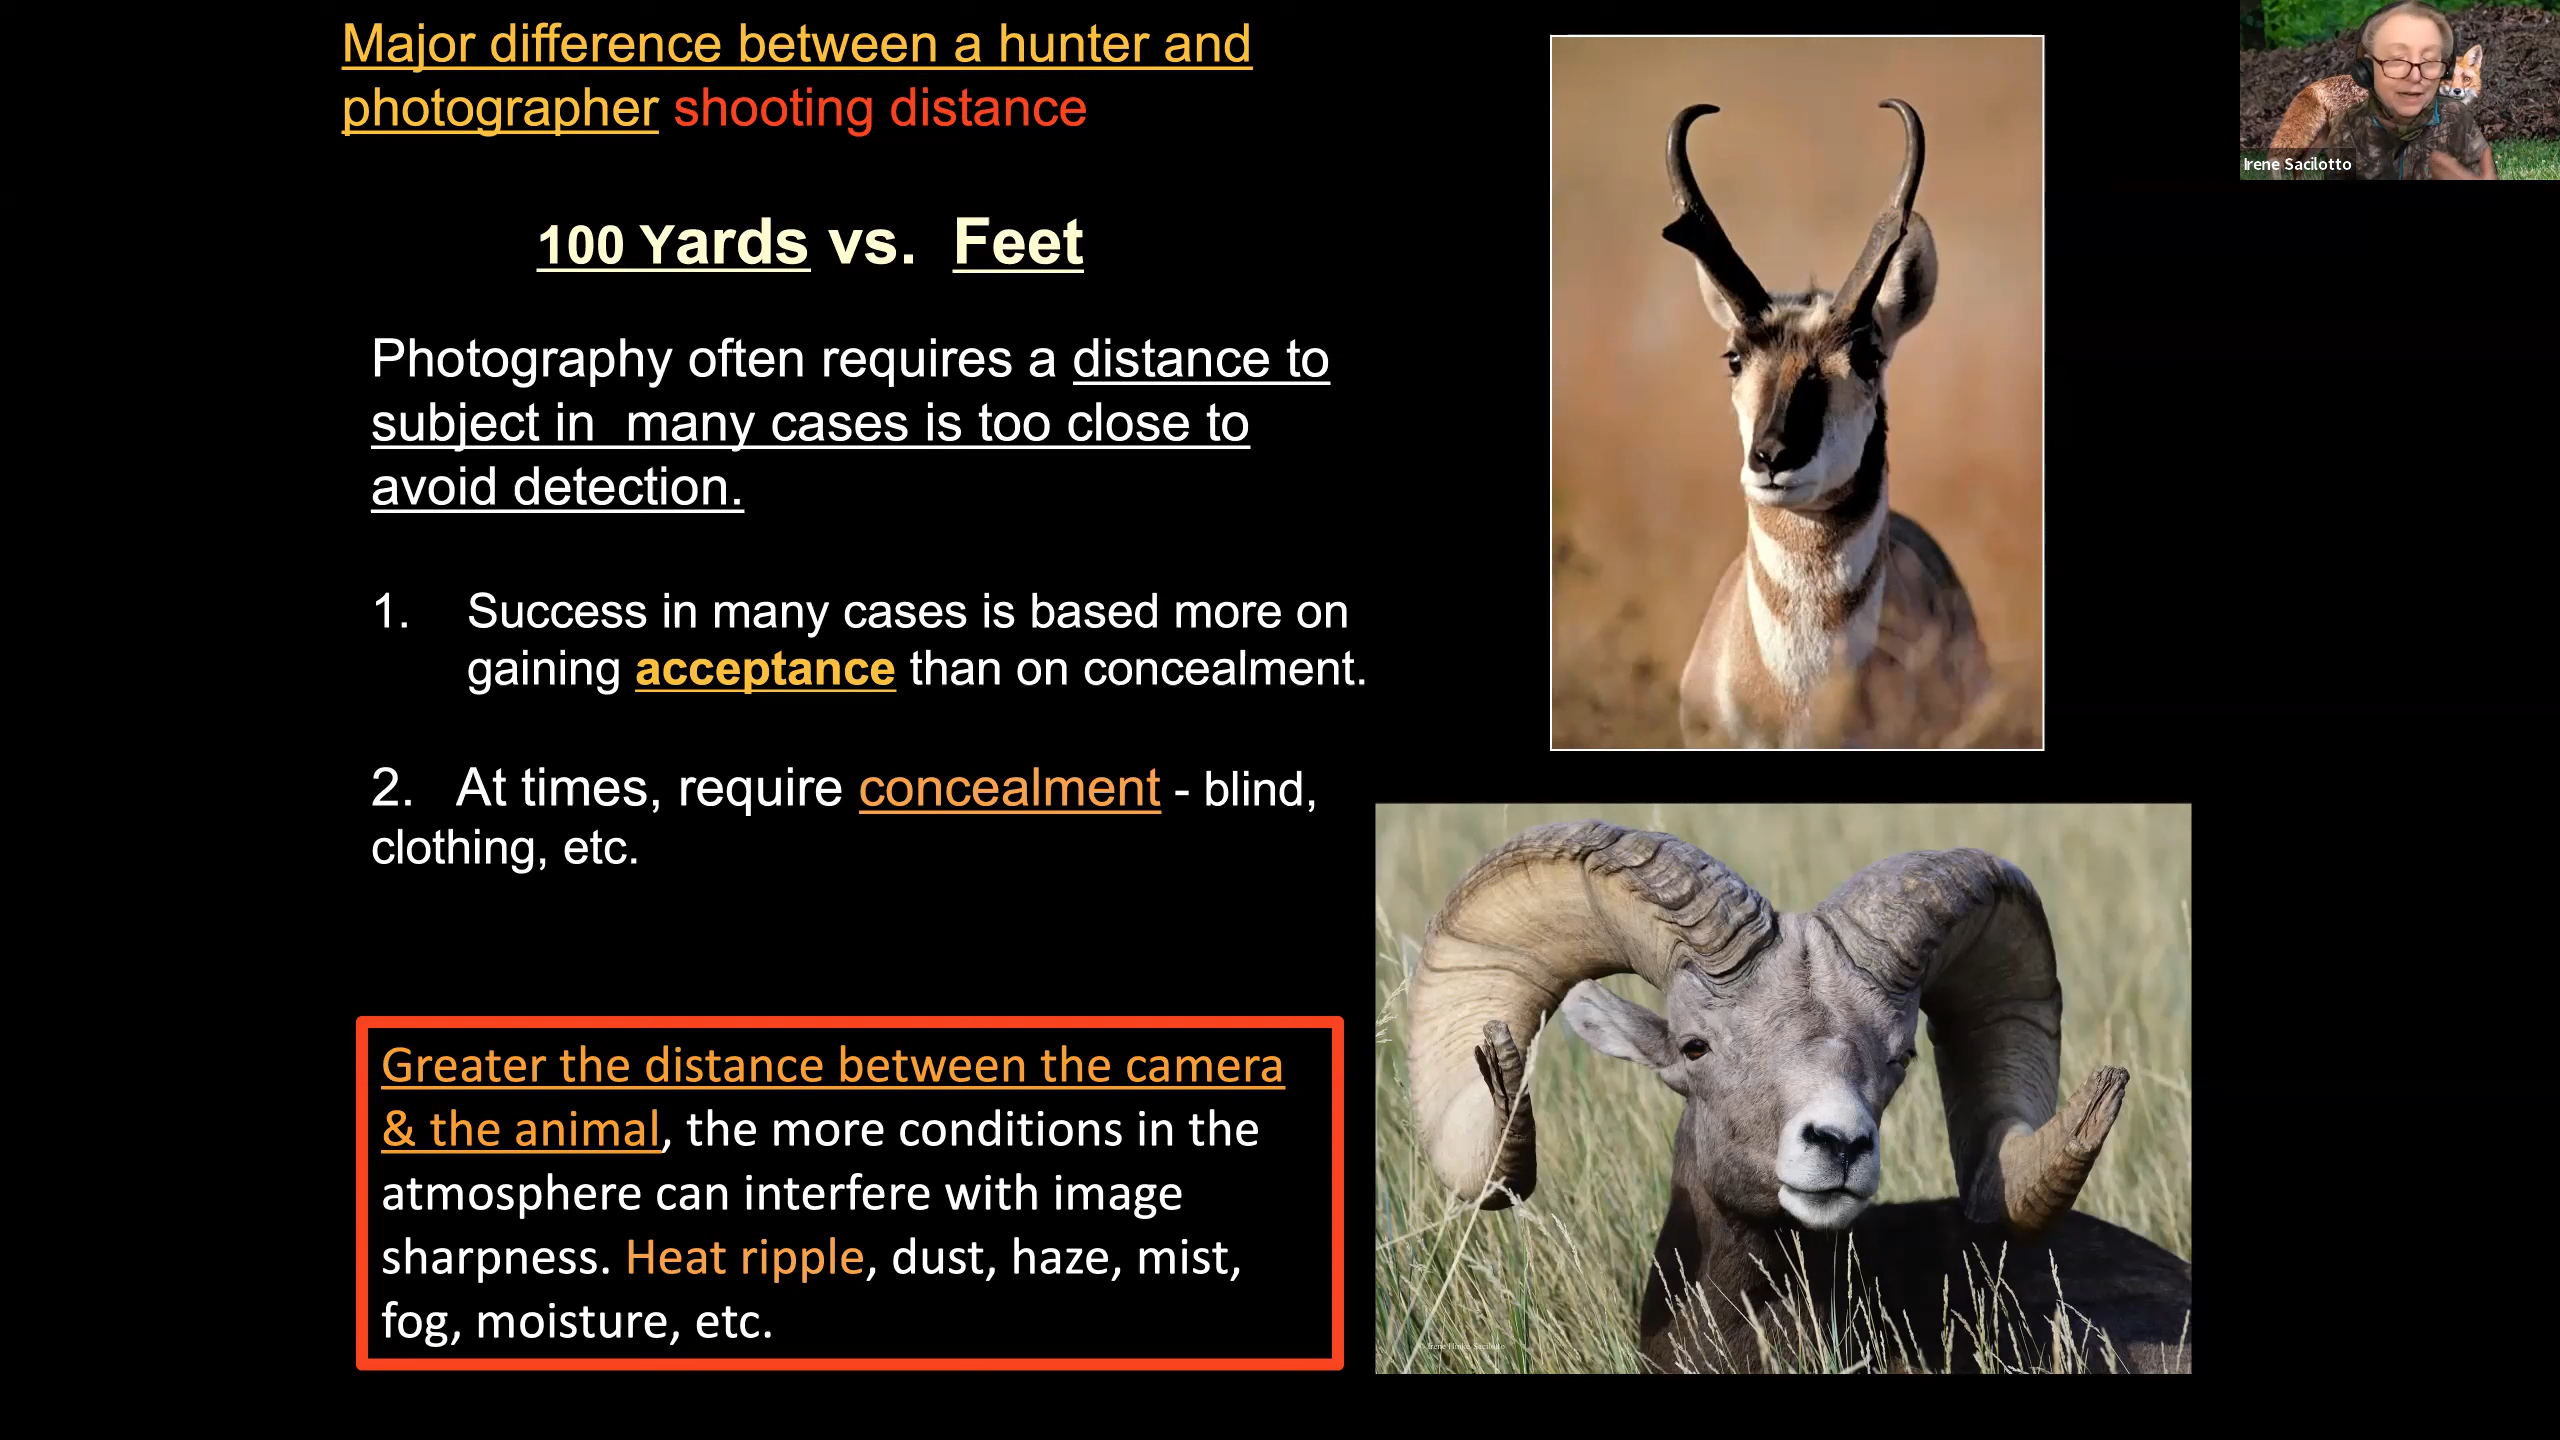 Major difference between a hunter and
photographer shooting distance
100 Yards vs. Feet
Photography often requires a distance to
subject in many cases is too close to
avoid detection.
1. Success in many cases is based more on
gaining acceptance than on concealment.
2. At times, require concealment - blind,
clothing, etc.
Greater the distance between the camera
& the animal, the more conditions in the
atmosphere can interfere with image
sharpness. Heat ripple, dust, haze, mist,
fog, moisture, etc.
Irene Sacilotto
© Irene Hinke-Sacilotto